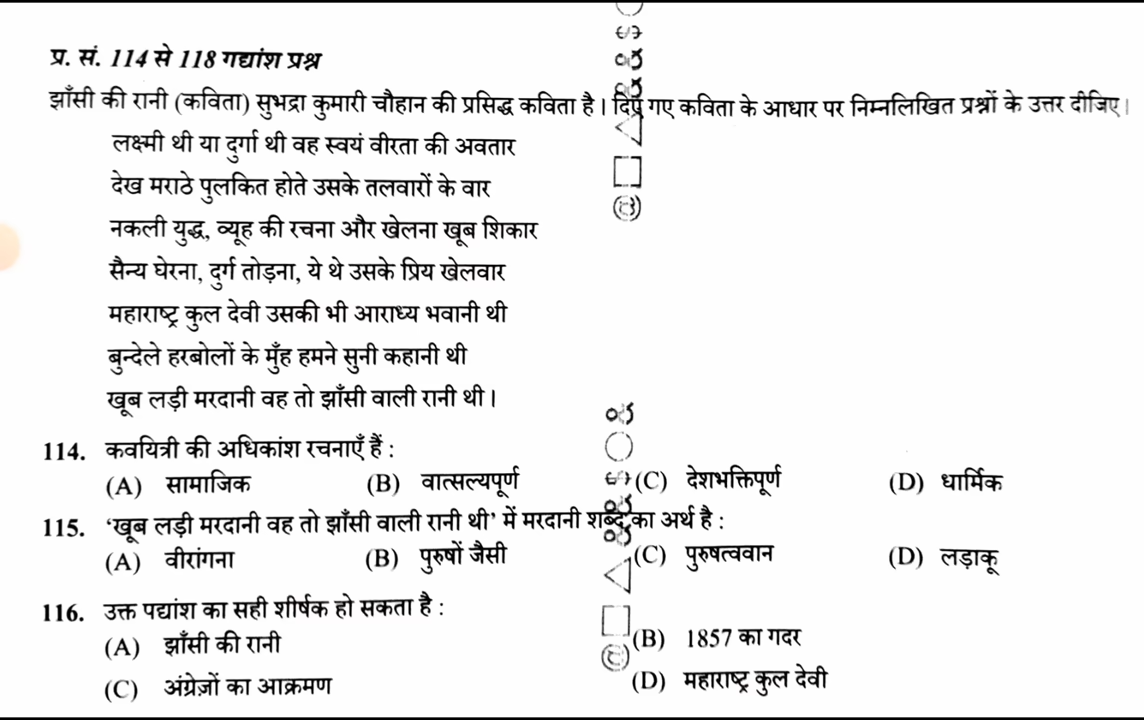 प्र. सं. 114 से 118 गद्यांश प्रश्न
झाँसी की रानी (कविता) सुभद्रा कुमारी चौहान की प्रसिद्ध कविता है। दिए गए कविता के आधार पर निम्नलिखित प्रश्नों के उत्तर दीजिए।
लक्ष्मी थी या दुर्गा थी वह स्वयं वीरता की अवतार
देख मराठे पुलकित होते उसके तलवारों के वार
नकली युद्ध, व्यूह की रचना और खेलना खूब शिकार
सैन्य घेरना, दुर्ग तोड़ना, ये थे उसके प्रिय खेलवार
महाराष्ट्र कुल देवी उसकी भी आराध्य भवानी थी
बुन्देले हरबोलों के मुँह हमने सुनी कहानी थी
खूब लड़ी मरदानी वह तो झाँसी वाली रानी थी।
114. कवयित्री की अधिकांश रचनाएँ हैं :
(A) सामाजिक (B) वात्सल्यपूर्ण (C) देशभक्तिपूर्ण (D) धार्मिक
115. ‘खूब लड़ी मरदानी वह तो झाँसी वाली रानी थी’ में मरदानी शब्द का अर्थ है :
(A) वीरांगना (B) पुरुषों जैसी (C) पुरुषत्ववान (D) लड़ाकू
116. उक्त पद्यांश का सही शीर्षक हो सकता है :
(A) झाँसी की रानी (B) 1857 का गदर
(C) अंग्रेज़ों का आक्रमण (D) महाराष्ट्र कुल देवी